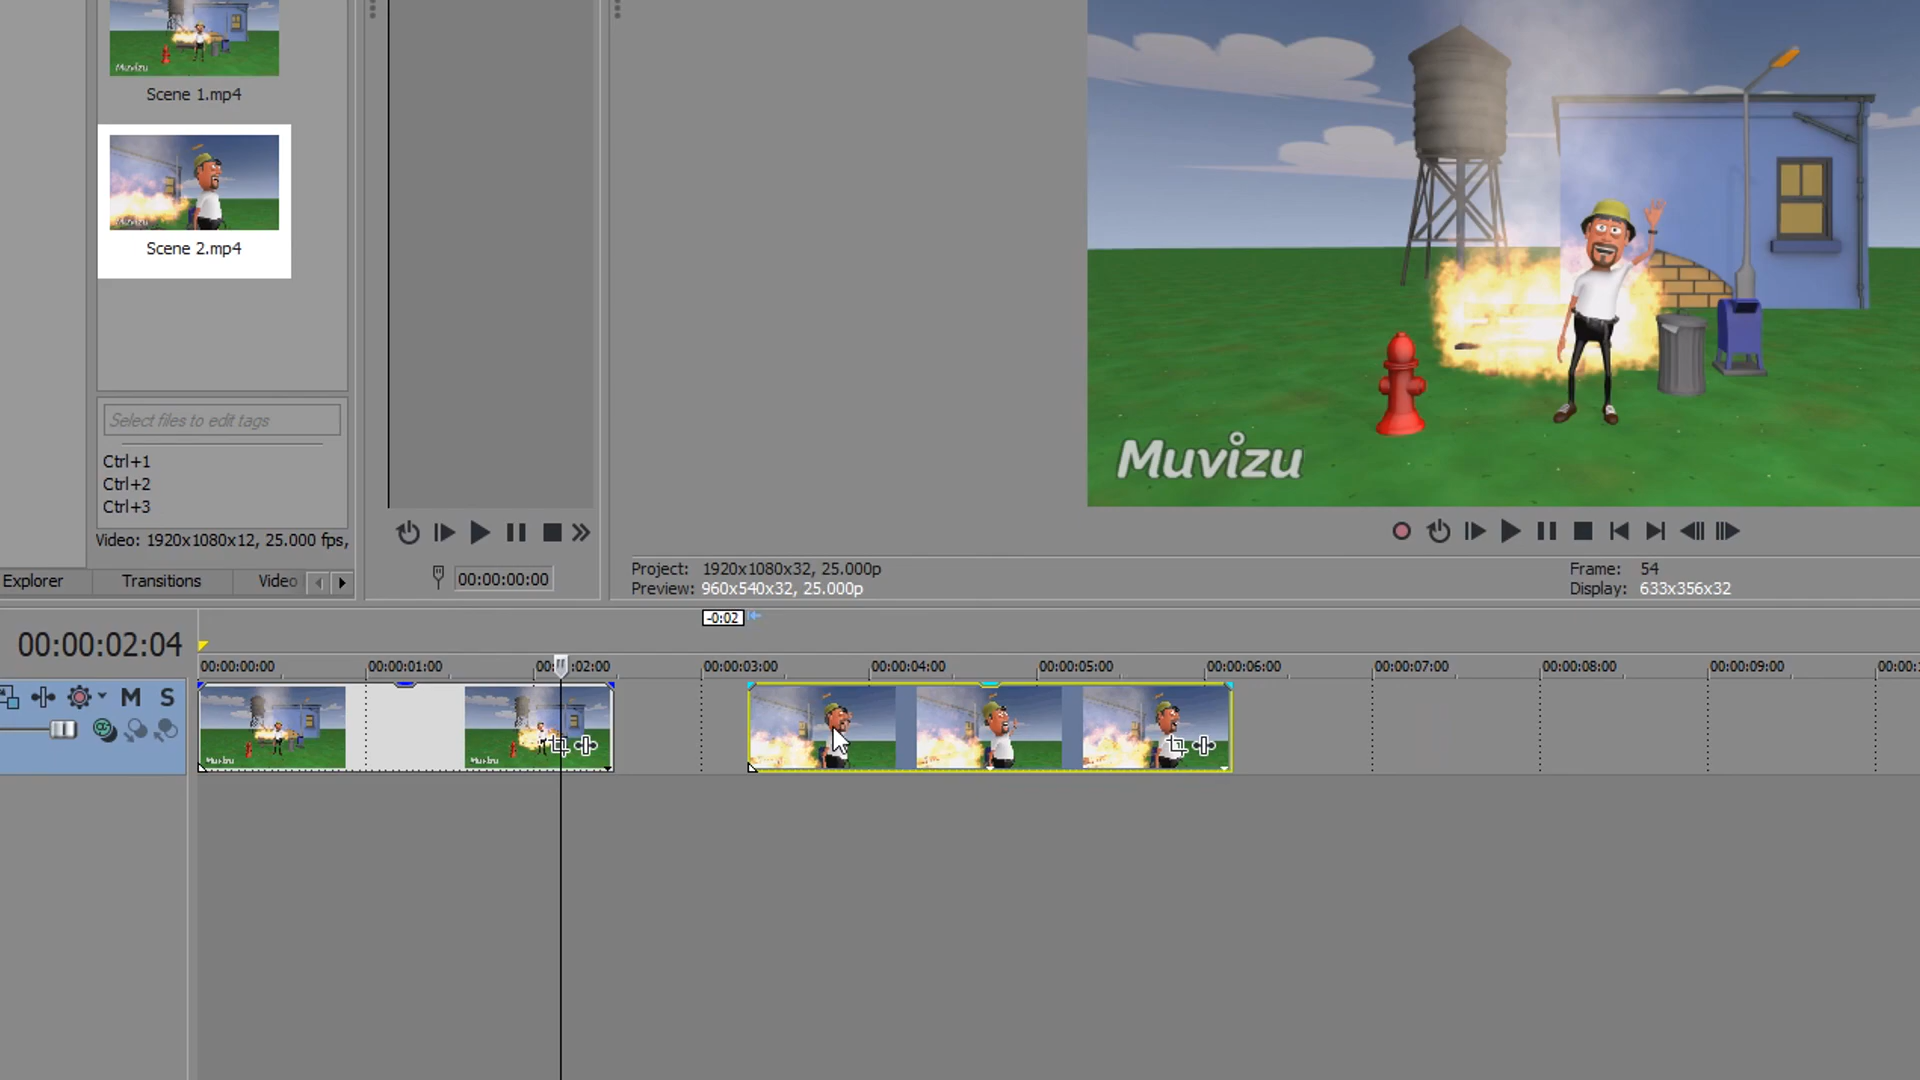 Muvizu
Scene 1.mp4
Scene 2.mp4
Select files to edit tags
Ctrl+1
Ctrl+2
Ctrl+3
Video: 1920x1080x12, 25.000 fps,
Explorer
Transitions
Video
00:00:00:00
Muvizu
Project: 1920x1080x32, 25.000p
Preview: 960x540x32, 25.000p
Frame: 54
Display: 633x356x32
-0:02
00:00:02:04
00:00:00:00
00:00:01:00
00:00:03:00
00:00:04:00
00:00:05:00
00:00:06:00
00:00:07:00
00:00:08:00
00:00:09:00
M S